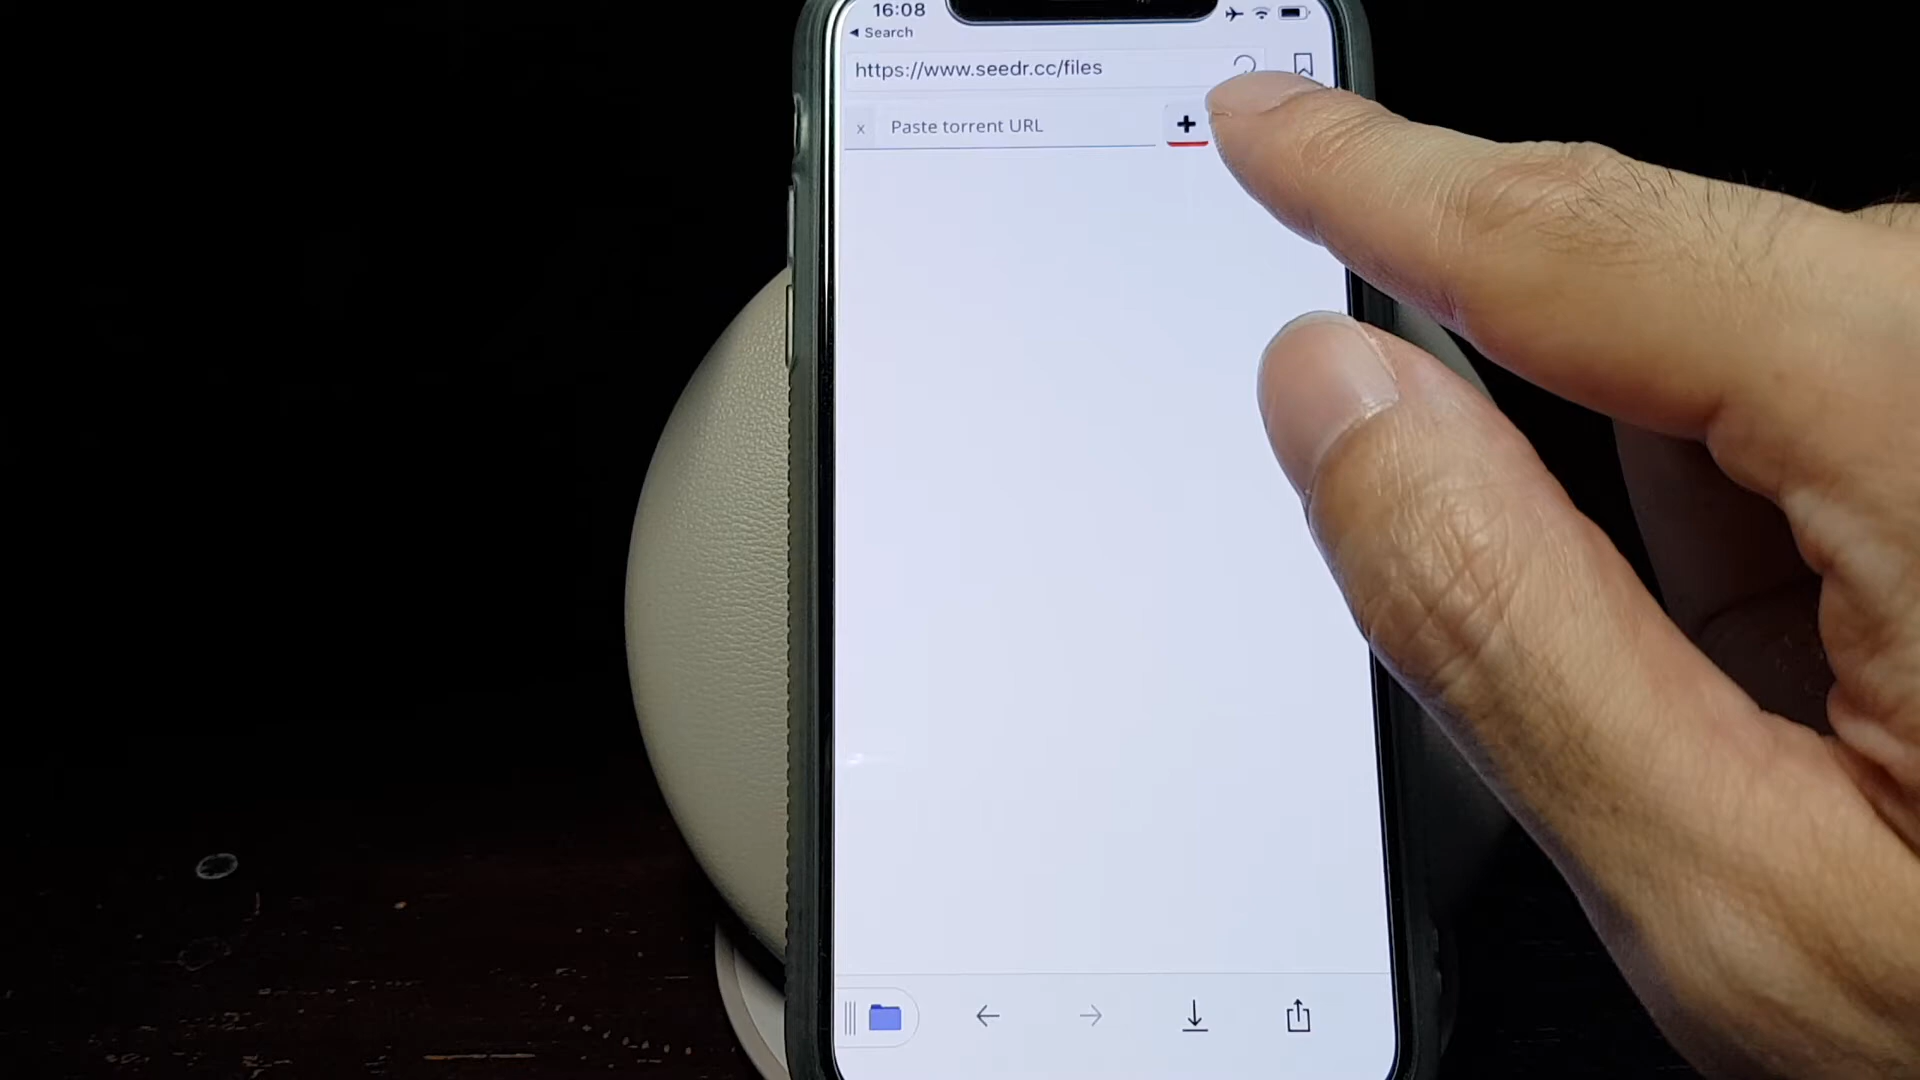 16:08
◀ Search
https://www.seedr.cc/files
x Paste torrent URL +